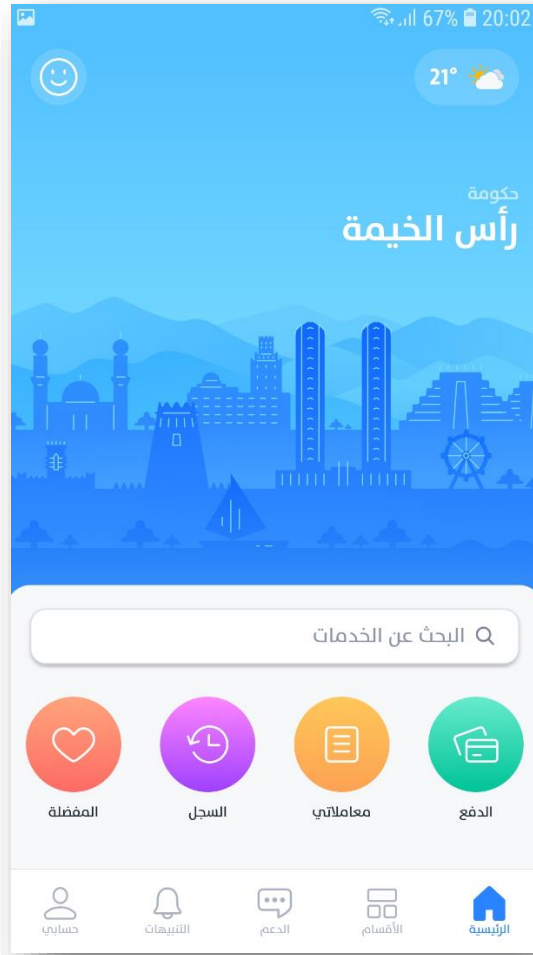 67% 20:02
21°
حكومة
رأس الخيمة
البحث عن الخدمات
الدفع معاملاتي السجل المفضلة
الرئيسية الأقسام الدعم التنبيهات حسابي